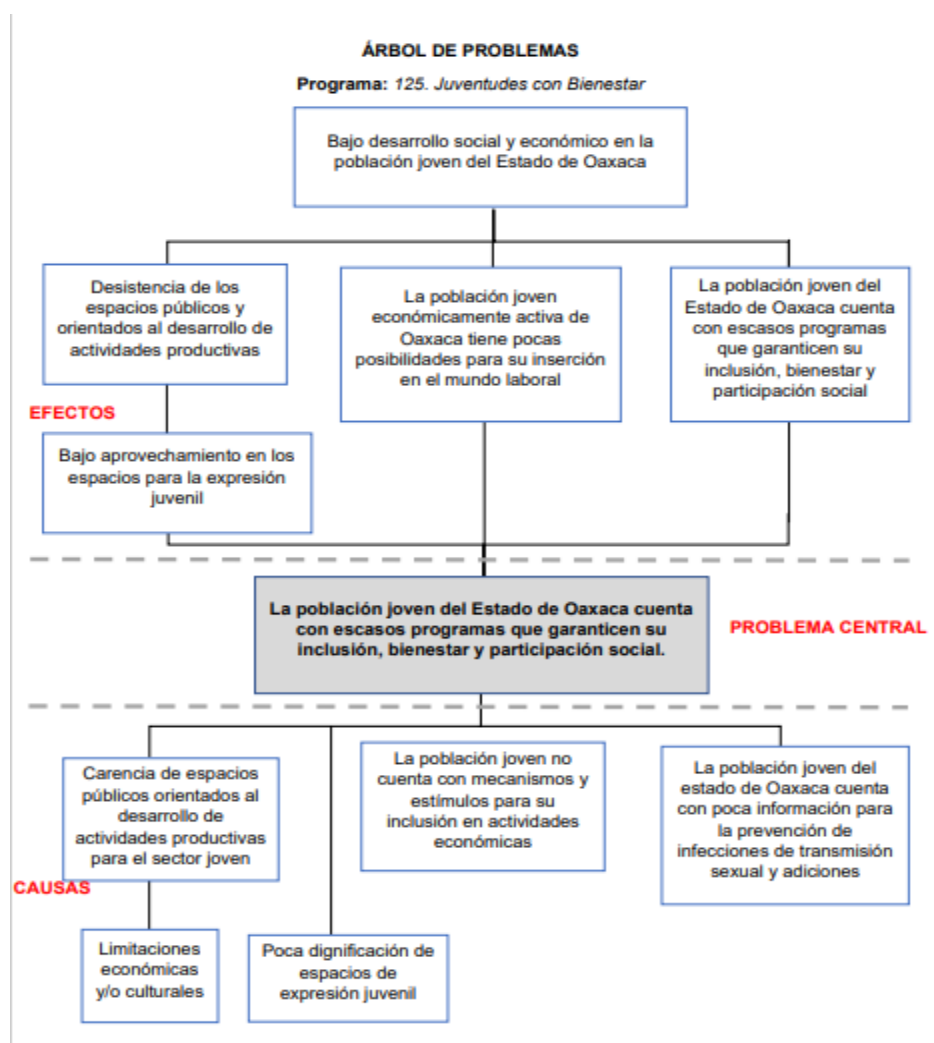 ÁRBOL DE PROBLEMAS
Programa: 125. Juventudes con Bienestar
Bajo desarrollo social y económico en la
población joven del Estado de Oaxaca
Desistencia de los
espacios públicos y
orientados al desarrollo de
actividades productivas
La población joven
económicamente activa de
Oaxaca tiene pocas
posibilidades para su inserción
en el mundo laboral
La población joven del
Estado de Oaxaca cuenta
con escasos programas
que garanticen su
inclusión, bienestar y
participación social
EFECTOS
Bajo aprovechamiento en los
espacios para la expresión
juvenil
La población joven del Estado de Oaxaca cuenta
con escasos programas que garanticen su
inclusión, bienestar y participación social.
PROBLEMA CENTRAL
Carencia de espacios
públicos orientados al
desarrollo de
actividades productivas
para el sector joven
La población joven no
cuenta con mecanismos y
estímulos para su
inclusión en actividades
económicas
La población joven del
estado de Oaxaca cuenta
con poca información para
la prevención de
infecciones de transmisión
sexual y adiciones
CAUSAS
Limitaciones
económicas
y/o culturales
Poca dignificación de
espacios de
expresión juvenil